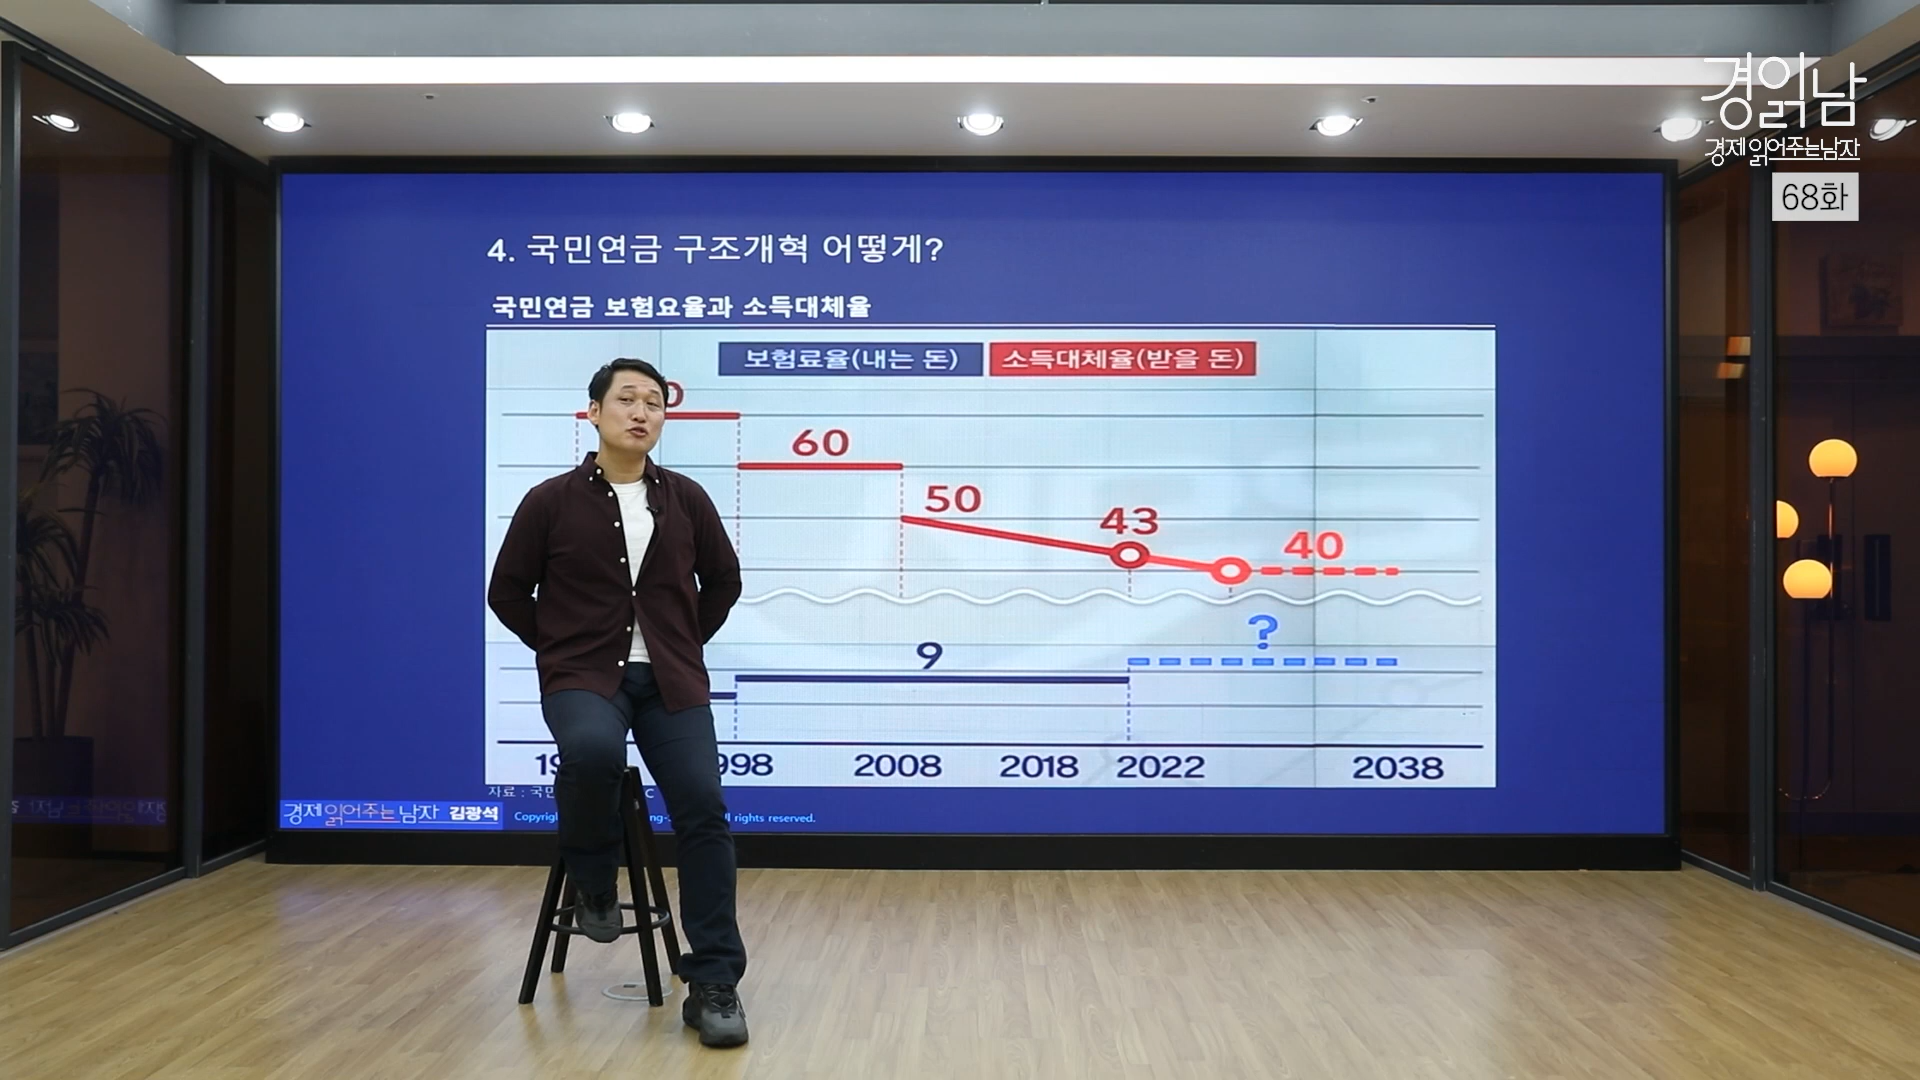 경읽남
경제읽어주는남자
68화
4. 국민연금 구조개혁 어떻게?
국민연금 보험요율과 소득대체율
보험료율(내는 돈) 소득대체율(받을 돈)
60
50
43
40
?
9
2008 2018 2022 2038
자료 :
경제읽어주는남자 김광석
rights reserved.